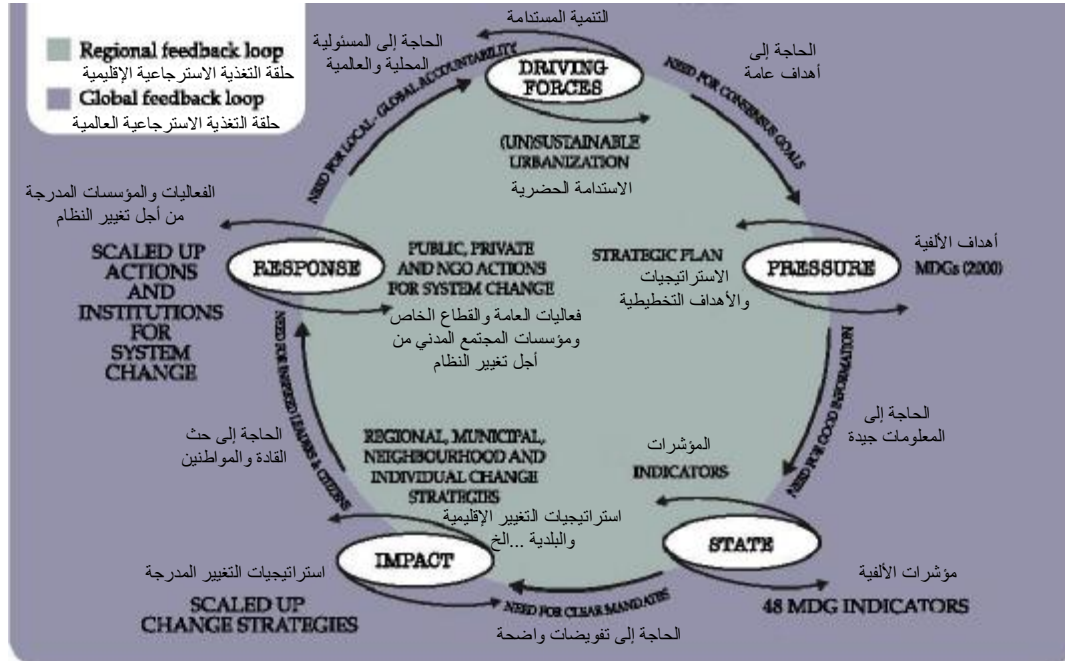 Regional feedback loop
حلقة التغذية الاسترجاعية الإقليمية
Global feedback loop
حلقة التغذية الاسترجاعية العالمية
التنمية المستدامة
الحاجة إلى المسئولية
المحلية والعالمية
NEED FOR LOCAL - GLOBAL ACCOUNTABILITY
DRIVING
FORCES
الحاجة إلى
أهداف عامة
NEED FOR CONSENSUS GOALS
(UN)SUSTAINABLE
URBANIZATION
الاستدامة الحضرية
الفعاليات والمؤسسات المدرجة
من أجل تغيير النظام
SCALED UP
ACTIONS
AND
INSTITUTIONS
FOR
SYSTEM
CHANGE
RESPONSE
PUBLIC, PRIVATE
AND NGO ACTIONS
FOR SYSTEM CHANGE
فعاليات العامة والقطاع الخاص
ومؤسسات المجتمع المدني من
أجل تغيير النظام
STRATEGIC PLAN
الاستراتيجيات
والأهداف التخطيطية
PRESSURE
أهداف الألفية
MDGs (2000)
NEED FOR GOOD INFORMATION
الحاجة إلى
المعلومات جيدة
المؤشرات
INDICATORS
STATE
مؤشرات الألفية
48 MDG INDICATORS
NEED FOR CLEAR MANDATES
الحاجة إلى تفويضات واضحة
REGIONAL, MUNICIPAL,
NEIGHBOURHOOD AND
INDIVIDUAL CHANGE
STRATEGIES
استراتيجيات التغيير الإقليمية
والبلدية ...الخ
IMPACT
استراتيجيات التغيير المدرجة
SCALED UP
CHANGE STRATEGIES
NEED FOR INSPIRED LEADERS & CITIZENS
الحاجة إلى حث
القادة والمواطنين